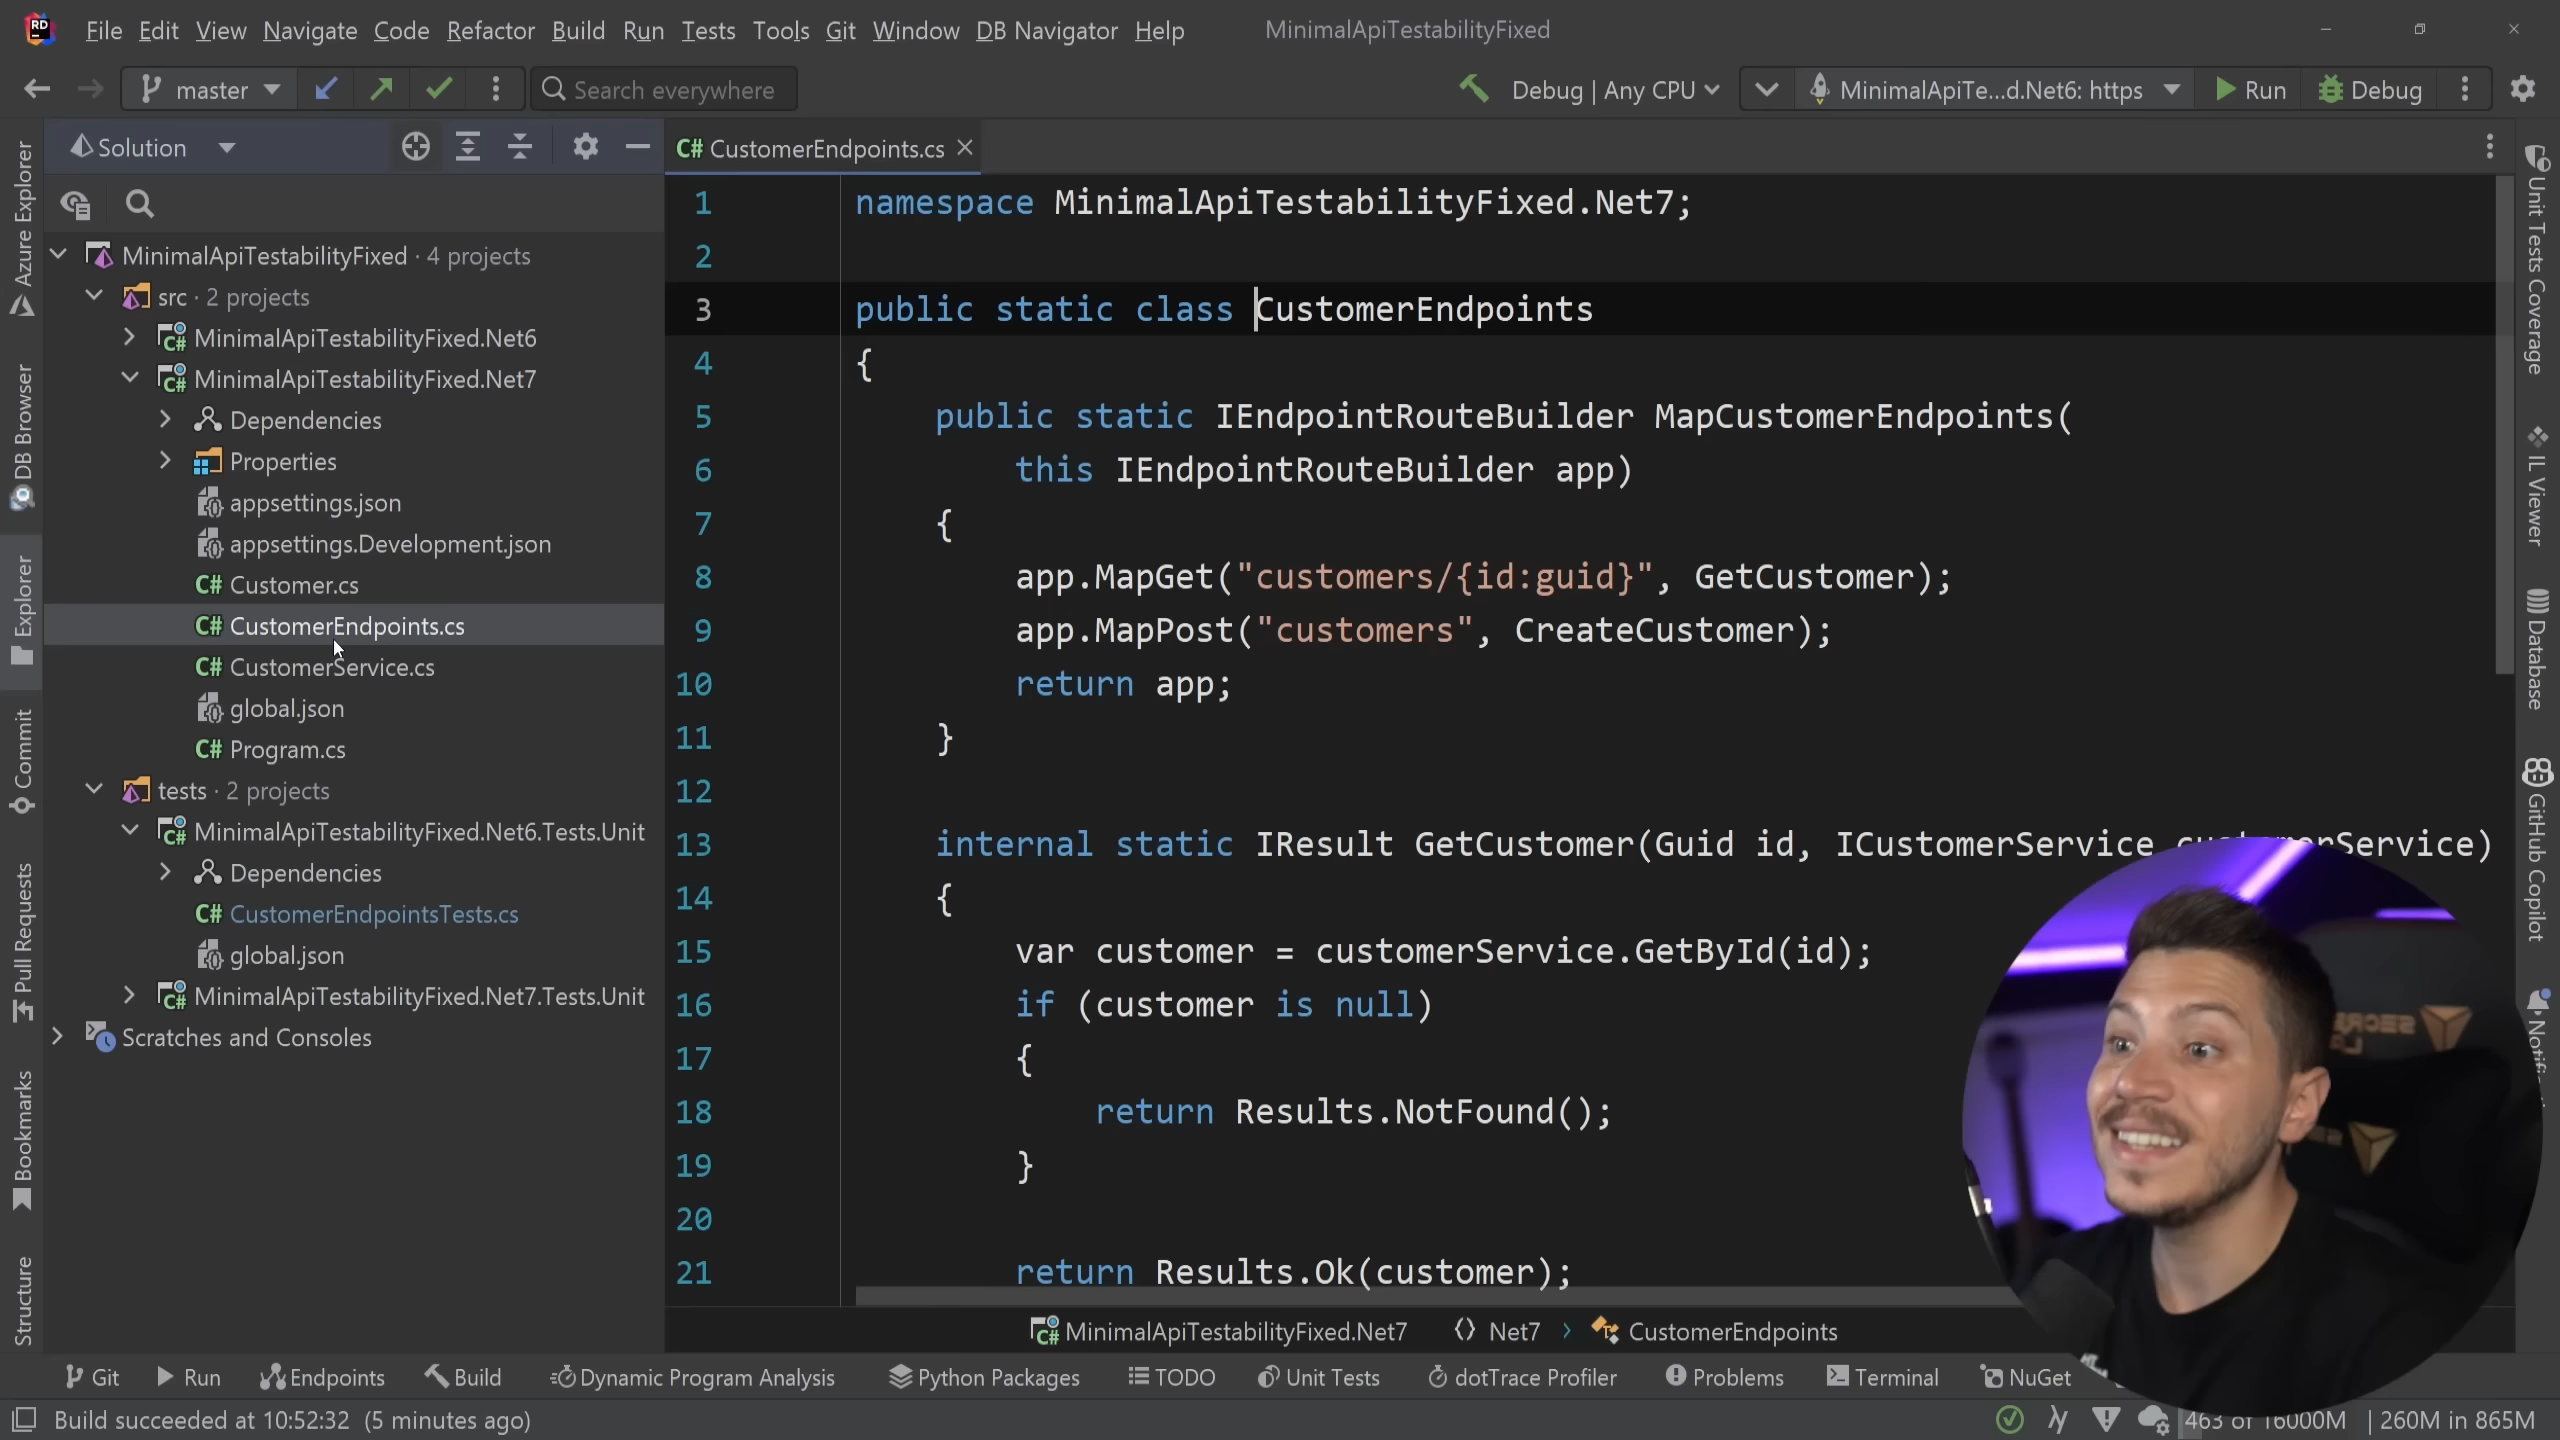 File Edit View Navigate Code Refactor Build Run Tests Tools Git Window DB Navigator Help MinimalApiTestabilityFixed
master Search everywhere Debug | Any CPU MinimalApiTe...d.Net6: https Run Debug
Solution
CustomerEndpoints.cs
Azure Explorer
DB Browser
Explorer
Commit
Pull Requests
Bookmarks
Structure
MinimalApiTestabilityFixed · 4 projects
src · 2 projects
MinimalApiTestabilityFixed.Net6
MinimalApiTestabilityFixed.Net7
Dependencies
Properties
appsettings.json
appsettings.Development.json
C# Customer.cs
C# CustomerEndpoints.cs
C# CustomerService.cs
global.json
C# Program.cs
tests · 2 projects
MinimalApiTestabilityFixed.Net6.Tests.Unit
Dependencies
C# CustomerEndpointsTests.cs
global.json
MinimalApiTestabilityFixed.Net7.Tests.Unit
Scratches and Consoles
1 namespace MinimalApiTestabilityFixed.Net7;
2
3 public static class CustomerEndpoints
4 {
5 public static IEndpointRouteBuilder MapCustomerEndpoints(
6 this IEndpointRouteBuilder app)
7 {
8 app.MapGet("customers/{id:guid}", GetCustomer);
9 app.MapPost("customers", CreateCustomer);
10 return app;
11 }
12
13 internal static IResult GetCustomer(Guid id, ICustomerService customerService)
14 {
15 var customer = customerService.GetById(id);
16 if (customer is null)
17 {
18 return Results.NotFound();
19 }
20
21 return Results.Ok(customer);
Unit Tests Coverage
IL Viewer
Database
GitHub Copilot
MinimalApiTestabilityFixed.Net7 Net7 › CustomerEndpoints
Git Run Endpoints Build Dynamic Program Analysis Python Packages TODO Unit Tests dotTrace Profiler Problems Terminal NuGet
Build succeeded at 10:52:32 (5 minutes ago) 463 of 16000M | 260M in 865M